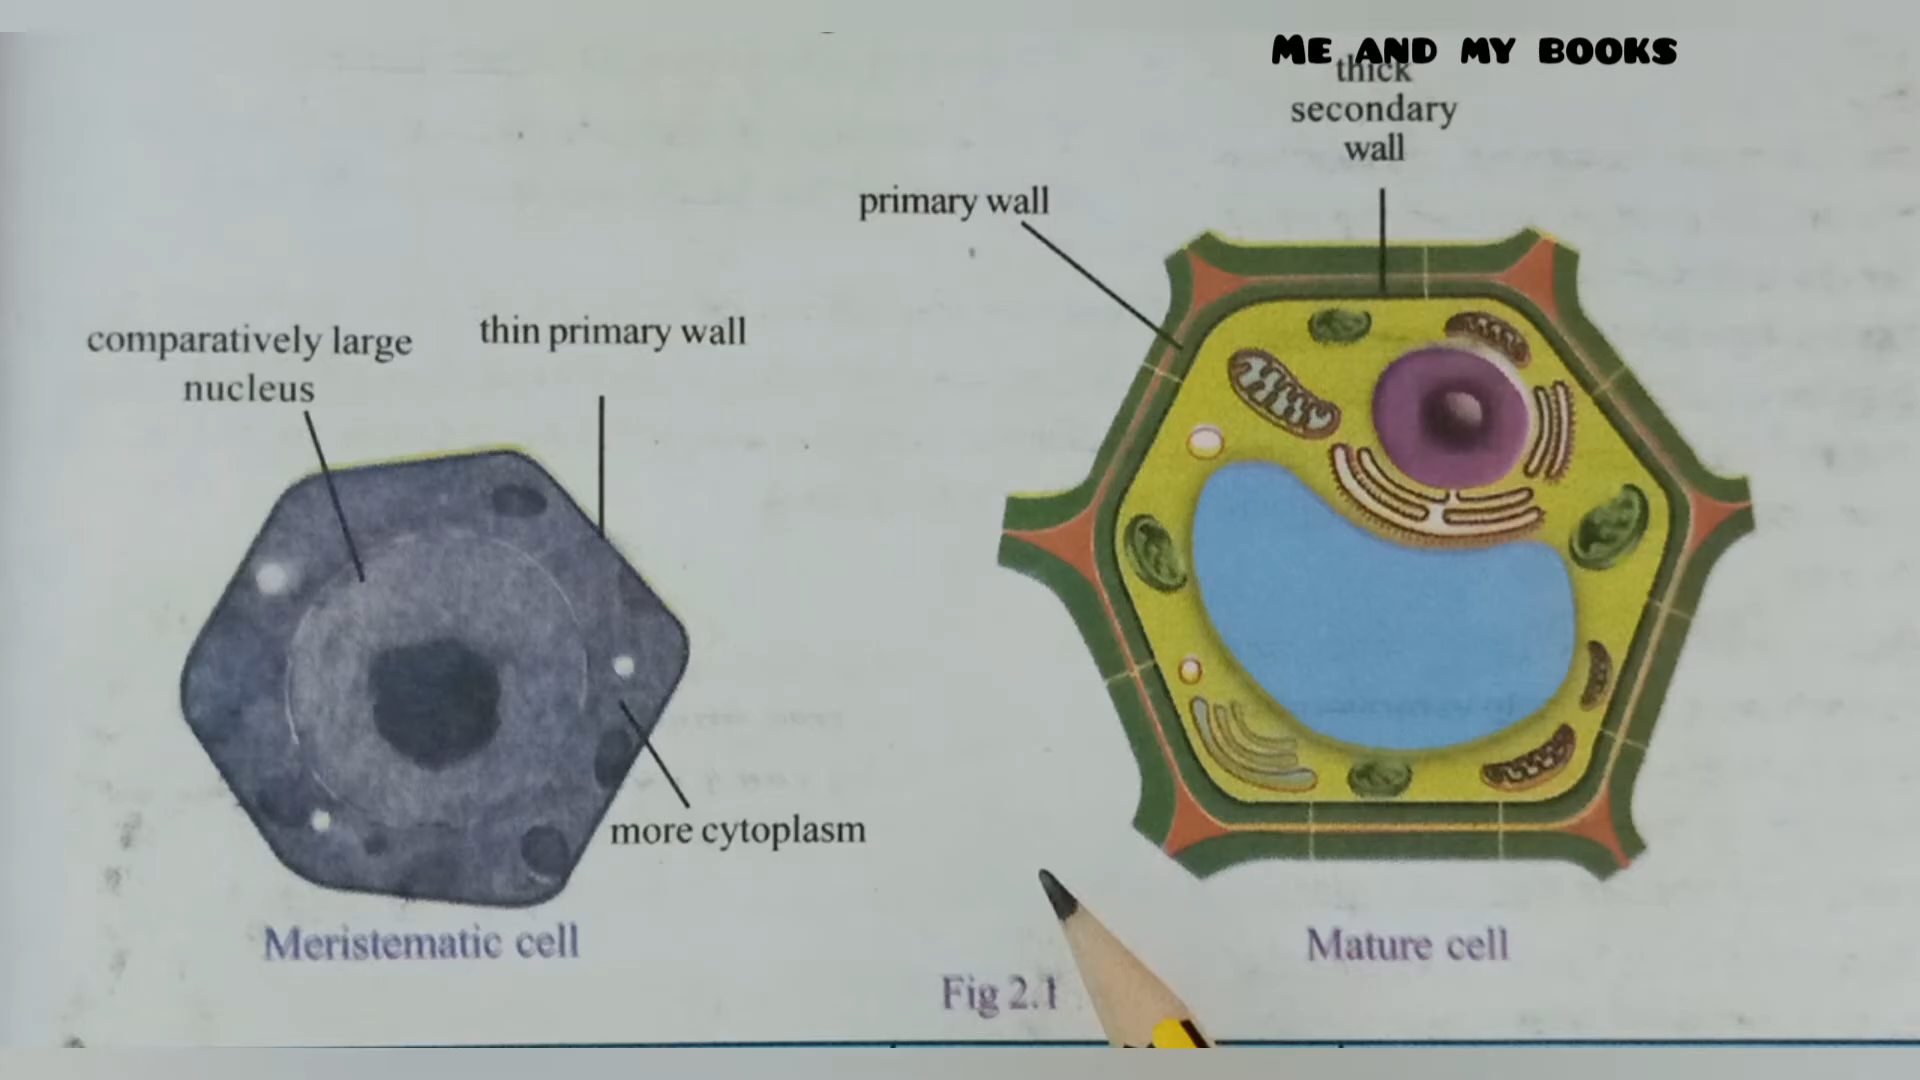 ME AND MY BOOKS
thick
secondary
wall
primary wall
comparatively large
nucleus
thin primary wall
more cytoplasm
Meristematic cell
Mature cell
Fig 2.1